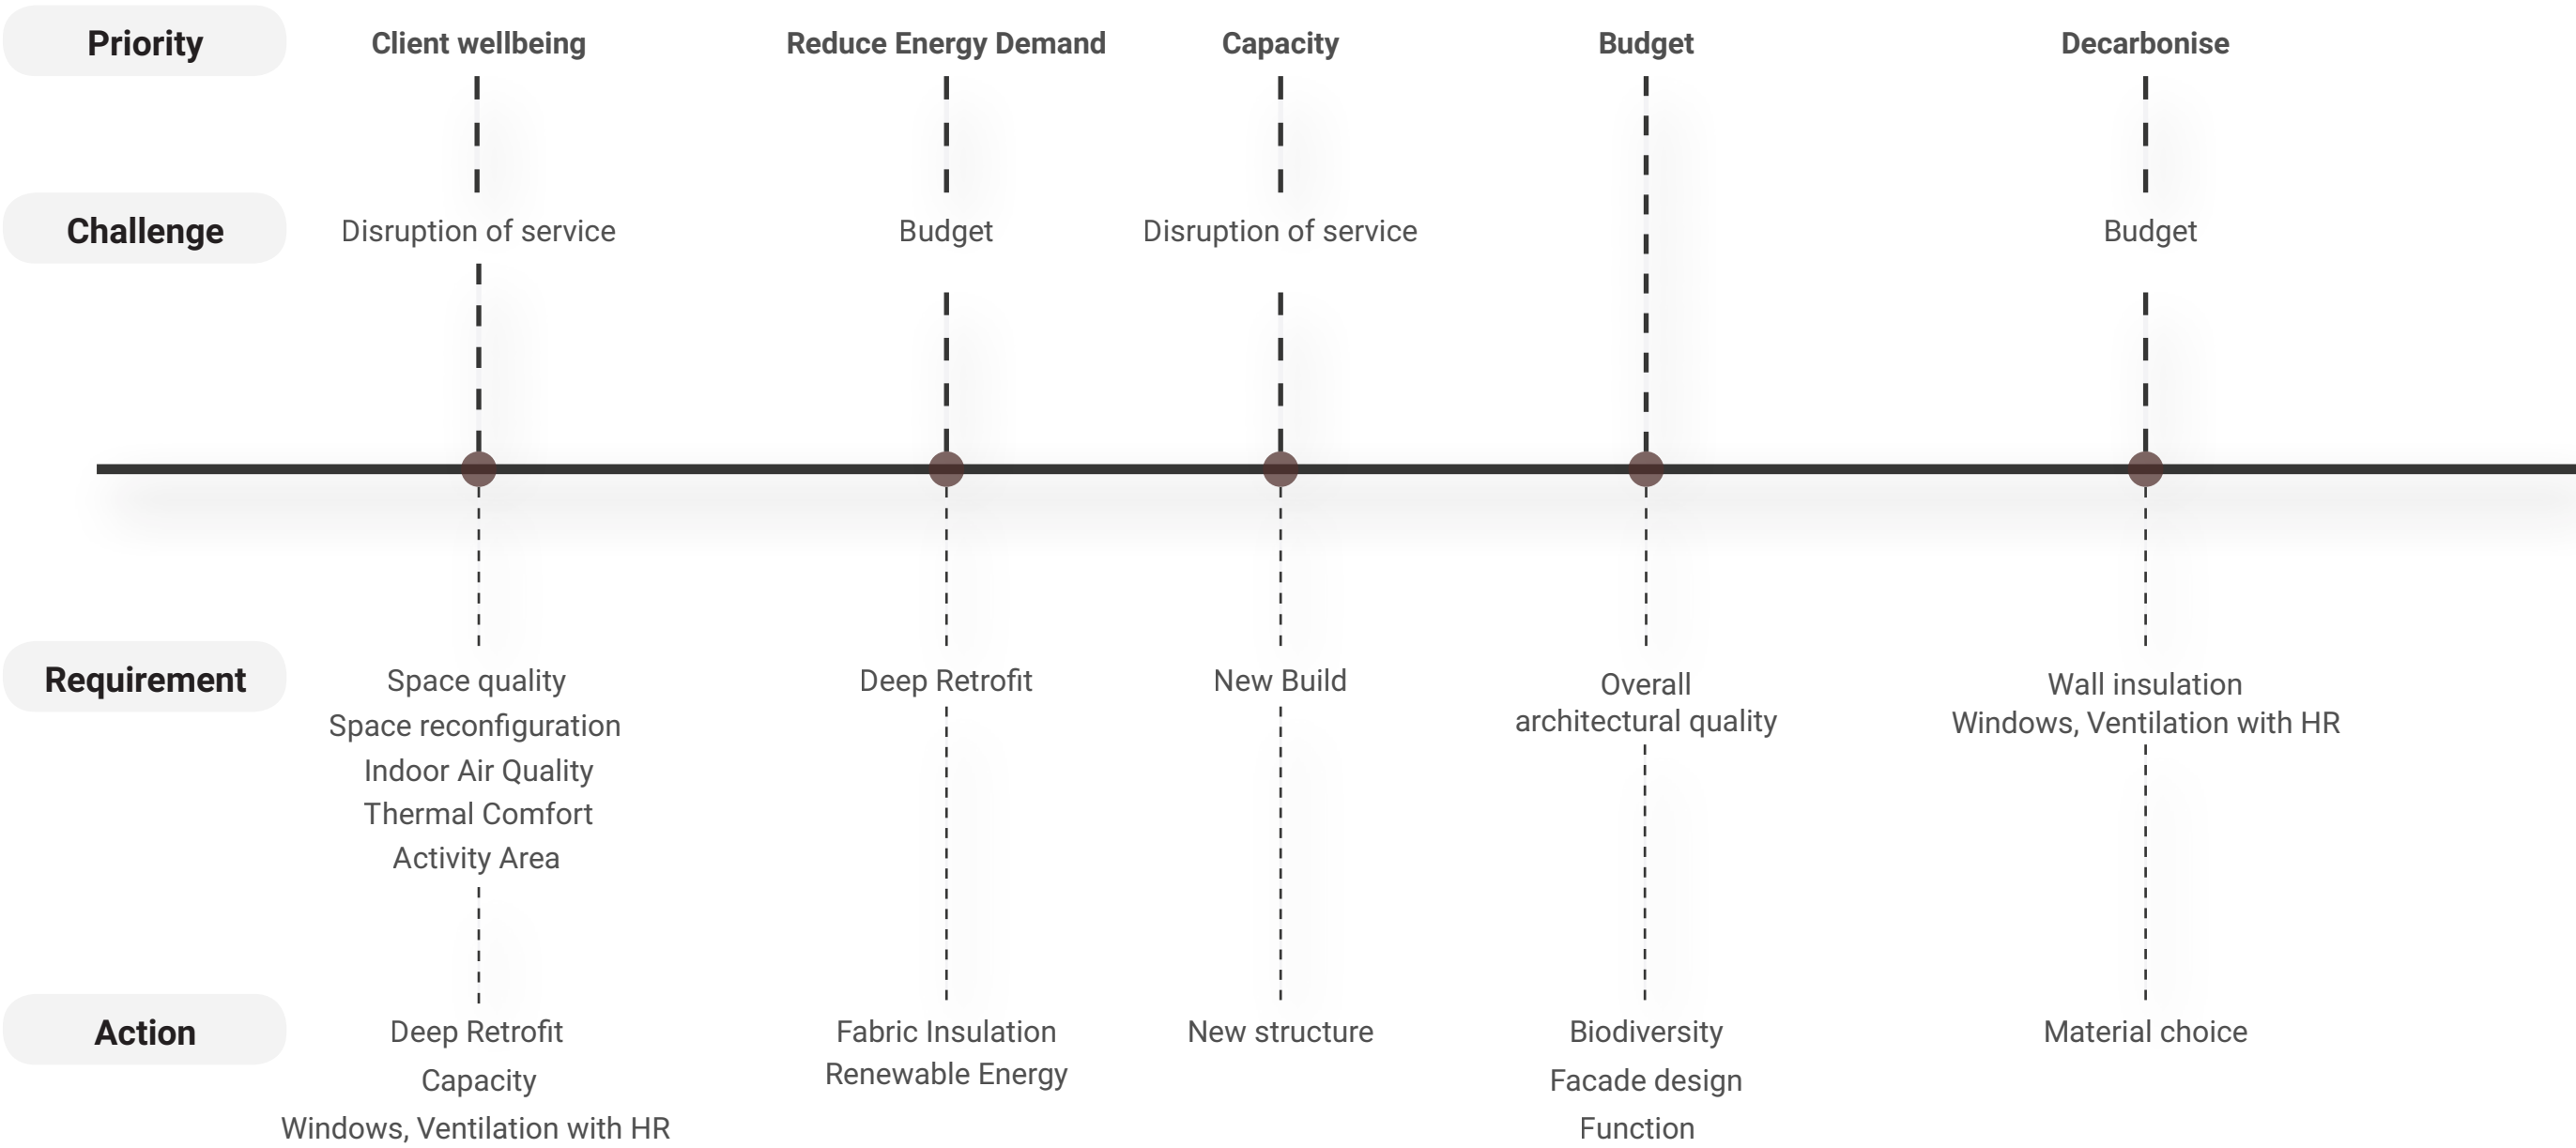 Priority
Client wellbeing
Reduce Energy Demand
Capacity
Budget
Decarbonise
Challenge
Disruption of service
Budget
Disruption of service
Budget
Requirement
Space quality
Space reconfiguration
Indoor Air Quality
Thermal Comfort
Activity Area
Deep Retrofit
New Build
Overall
architectural quality
Wall insulation
Windows, Ventilation with HR
Action
Deep Retrofit
Capacity
Windows, Ventilation with HR
Fabric Insulation
Renewable Energy
New structure
Biodiversity
Facade design
Function
Material choice